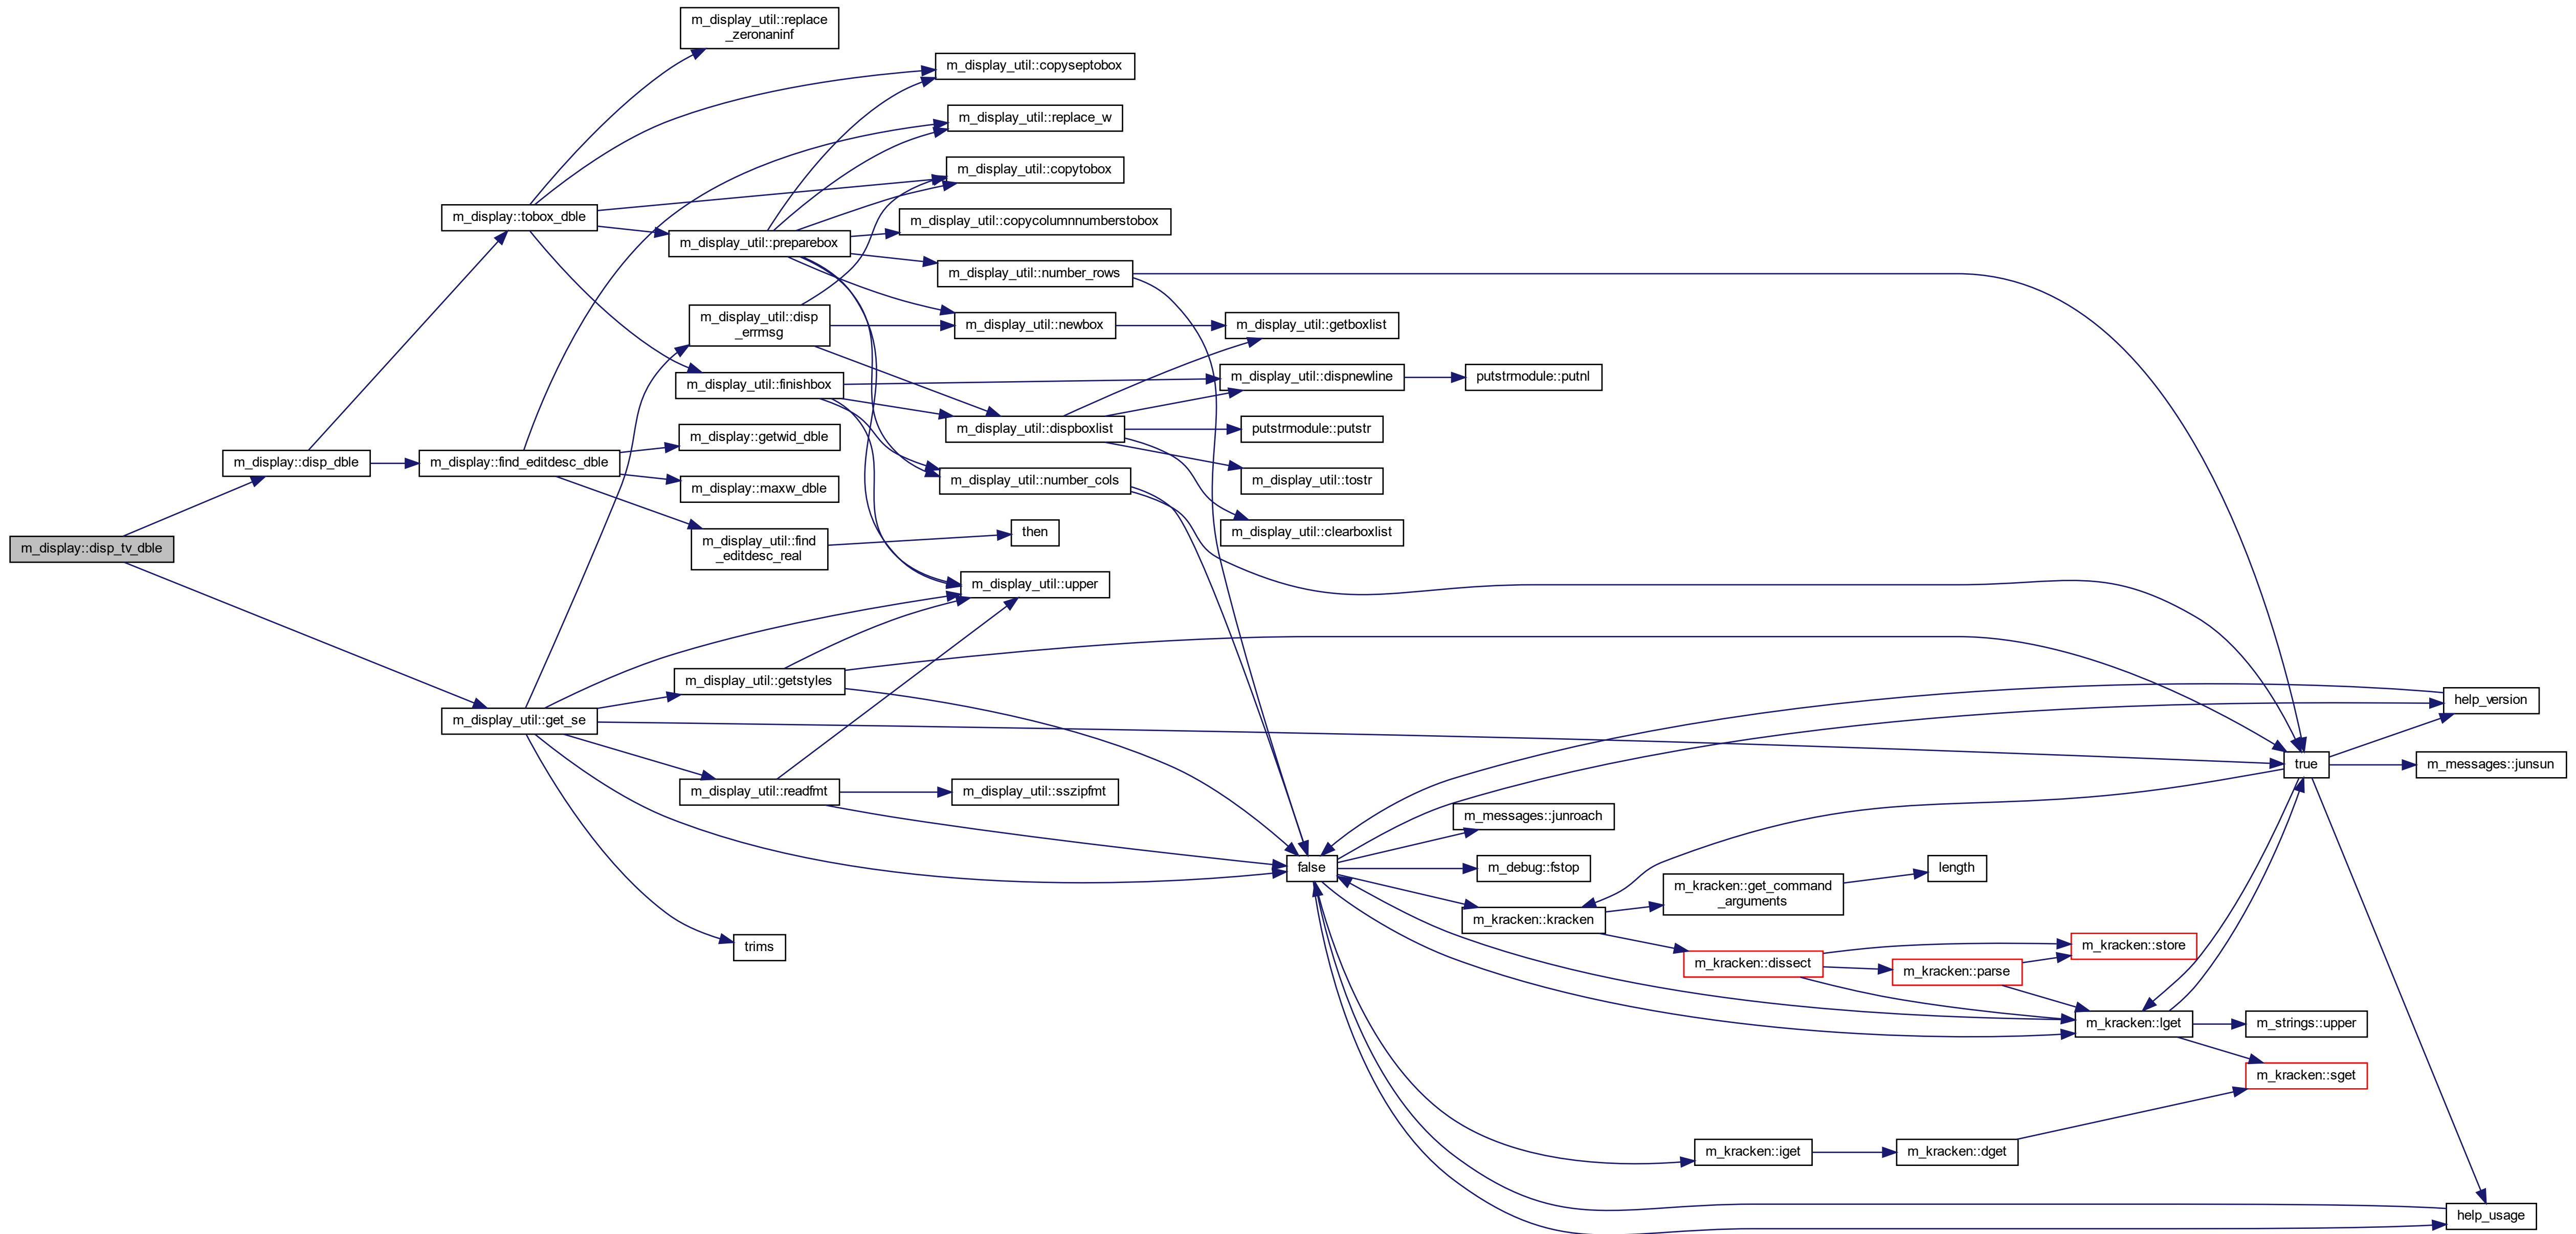 m_display_util::replace
_zeronaninf
m_display_util::copyseptobox
m_display_util::replace_w
m_display_util::copytobox
m_display::tobox_dble
m_display_util::copycolumnnumberstobox
m_display_util::preparebox
m_display_util::number_rows
m_display_util::disp
_errmsg
m_display_util::newbox
m_display_util::getboxlist
m_display_util::finishbox
m_display_util::dispnewline
putstrmodule::putnl
m_display_util::dispboxlist
putstrmodule::putstr
m_display::getwid_dble
m_display::disp_dble
m_display::find_editdesc_dble
m_display::maxw_dble
m_display_util::number_cols
m_display_util::tostr
m_display_util::clearboxlist
then
m_display::disp_tv_dble
m_display_util::find
_editdesc_real
m_display_util::upper
m_display_util::getstyles
help_version
m_display_util::get_se
true
m_messages::junsun
m_display_util::readfmt
m_display_util::sszipfmt
m_messages::junroach
false
m_debug::fstop
length
m_kracken::get_command
_arguments
m_kracken::kracken
trims
m_kracken::store
m_kracken::dissect
m_kracken::parse
m_kracken::lget
m_strings::upper
m_kracken::sget
m_kracken::iget
m_kracken::dget
help_usage